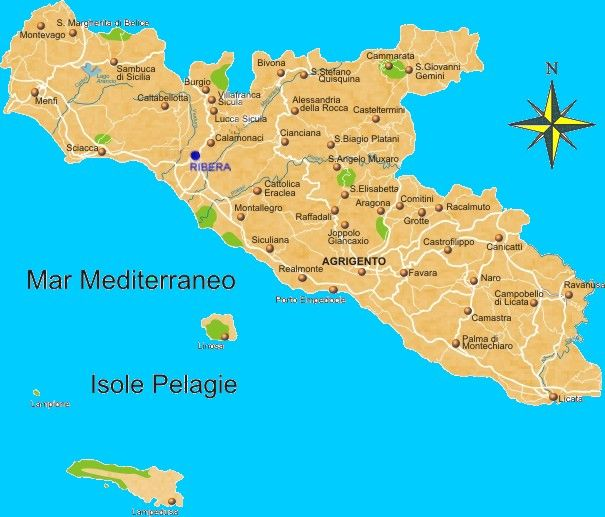 S. Margherita di Belice
Montevago
Sambuca
di Sicilia
Lago
Arancio
Menfi
Caltabellotta
Sciacca
Burgio
Villafranca
Sicula
Lucca Sicula
Calamonaci
RIBERA
Bivona
S.Stefano
Quisquina
Alessandria
della Rocca
Cianciana
Cammarata
S.Giovanni
Gemini
Casteltermini
S.Biagio Platani
S.Angelo Muxaro
Cattolica
Eraclea
Montallegro
S.Elisabetta
Aragona
Raffadali
Joppolo
Giancaxio
Comitini
Racalmuto
Grotte
Siculiana
Castrofilippo
Canicatti
AGRIGENTO
Realmonte
Favara
Naro
Ravanusa
Porto Empedocle
Campobello
di Licata
Camastra
Palma di
Montechiaro
Licata
N
Mar Mediterraneo
Linosa
Isole Pelagie
Lampione
Lampedusa